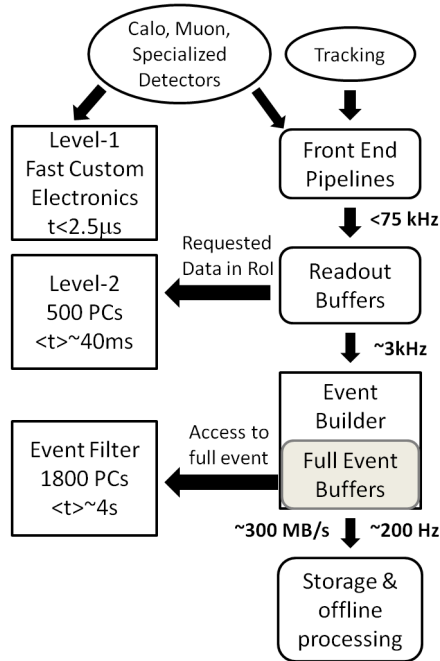 Calo, Muon,
Specialized
Detectors
Tracking
Level-1
Fast Custom
Electronics
t<2.5μs
Front End
Pipelines
<75 kHz
Requested
Data in RoI
Level-2
500 PCs
<t>~40ms
Readout
Buffers
~3kHz
Event
Builder
Access to
full event
Event Filter
1800 PCs
<t>~4s
Full Event
Buffers
~300 MB/s
~200 Hz
Storage &
offline
processing